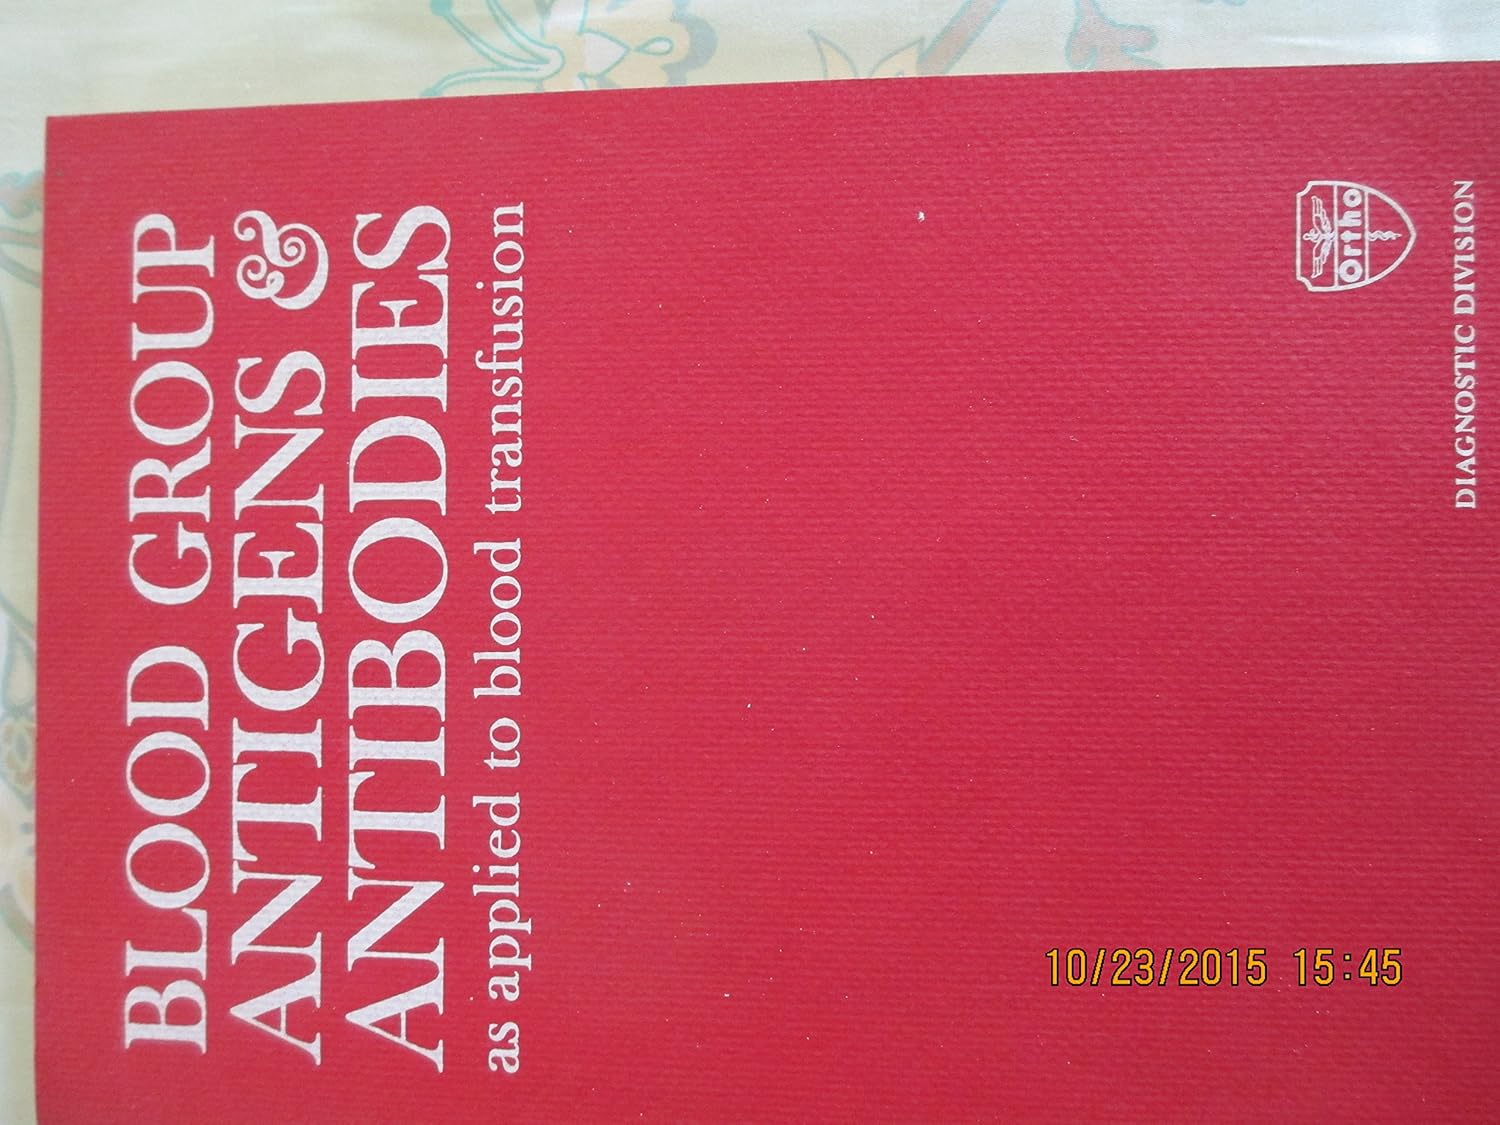 BLOOD GROUP
ANTIGENS &
ANTIBODIES
as applied to blood transfusion
Ortho
DIAGNOSTIC DIVISION
10/23/2015 15:45